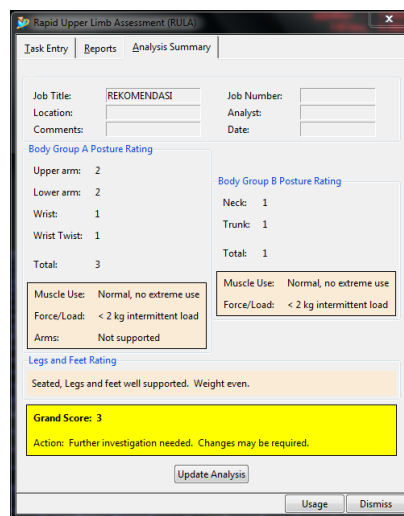 Rapid Upper Limb Assessment (RULA)
x
Task Entry Reports Analysis Summary
Job Title: REKOMENDASI Job Number:
Location: Analyst:
Comments: Date:
Body Group A Posture Rating
Upper arm: 2
Lower arm: 2
Wrist: 1
Wrist Twist: 1
Total: 3
Muscle Use: Normal, no extreme use
Force/Load: < 2 kg intermittent load
Arms: Not supported
Body Group B Posture Rating
Neck: 1
Trunk: 1
Total: 1
Muscle Use: Normal, no extreme use
Force/Load: < 2 kg intermittent load
Legs and Feet Rating
Seated, Legs and feet well supported. Weight even.
Grand Score: 3
Action: Further investigation needed. Changes may be required.
Update Analysis
Usage Dismiss